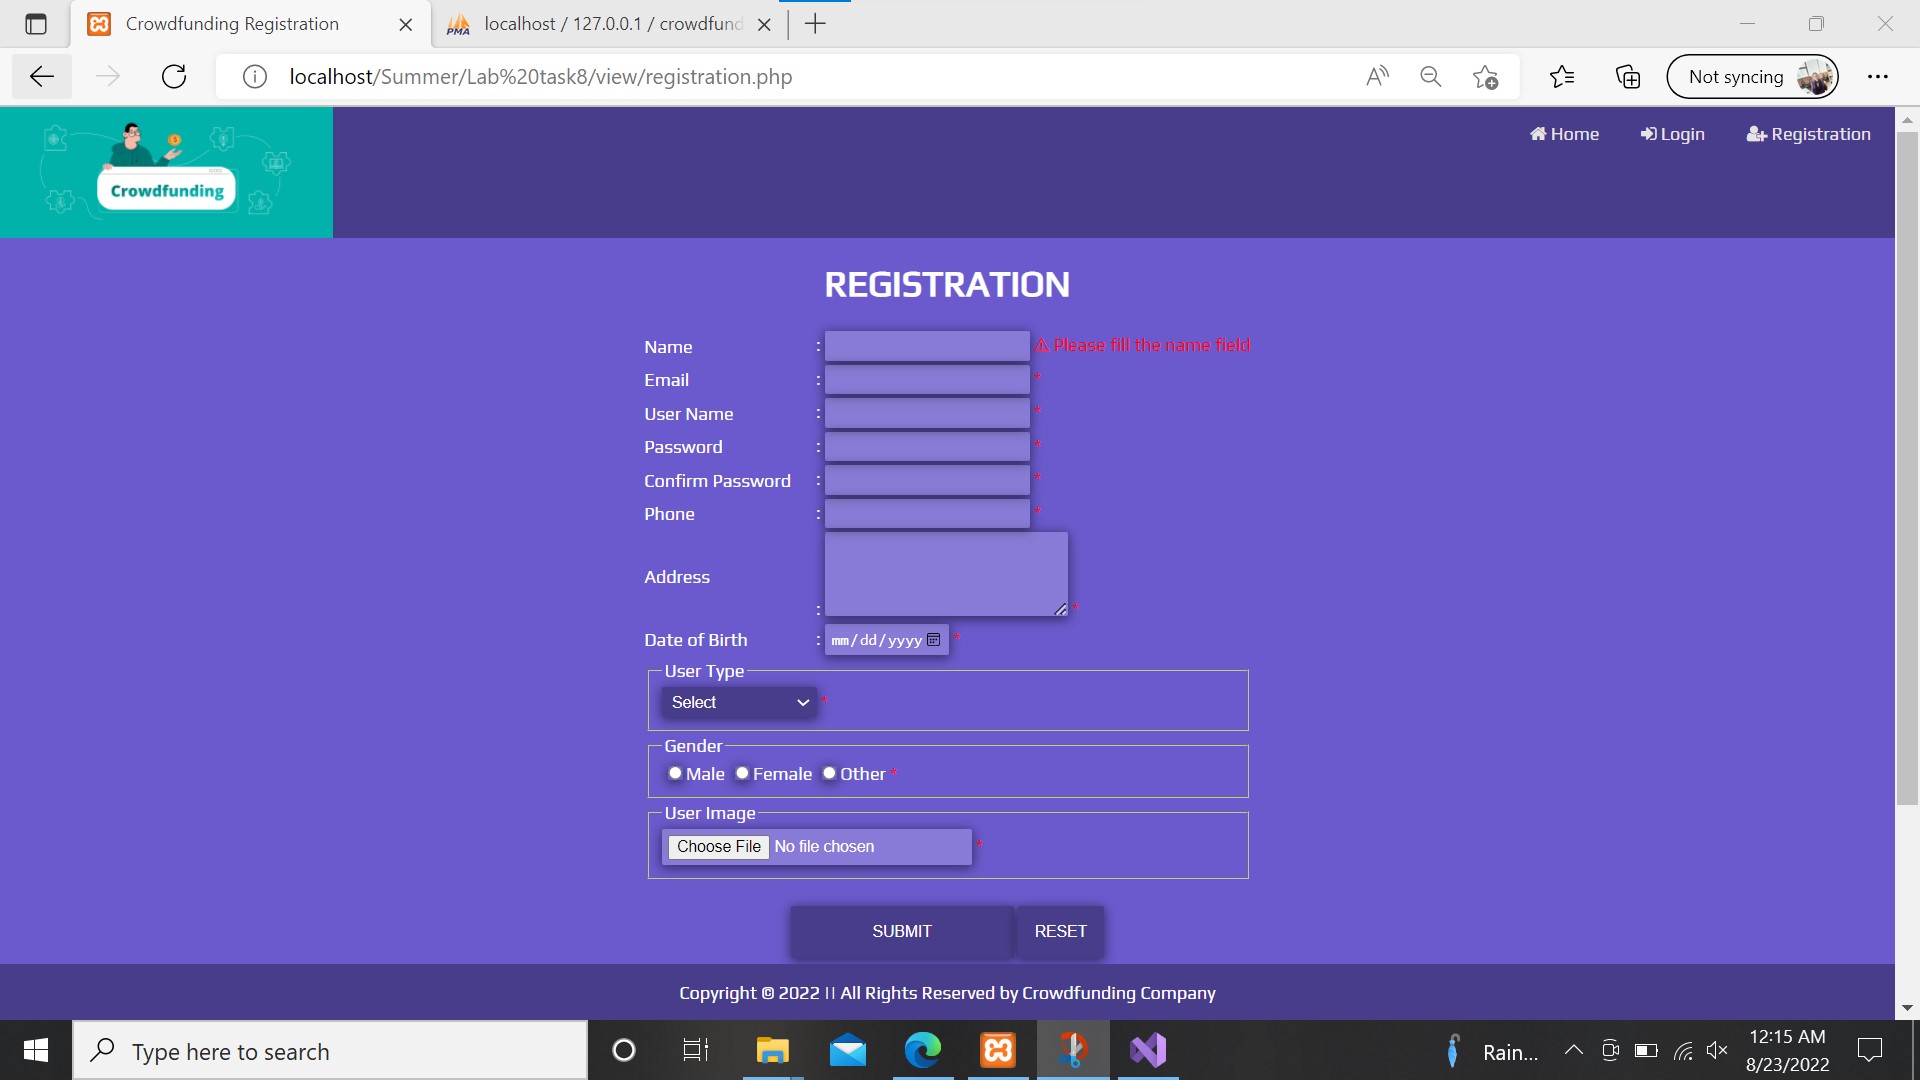 Crowdfunding Registration
localhost / 127.0.0.1 / crowdfund
localhost/Summer/Lab%20task8/view/registration.php
Not syncing
Crowdfunding
Home Login Registration
REGISTRATION
Name : ⚠ Please fill the name field
Email : *
User Name : *
Password : *
Confirm Password : *
Phone : *
Address : *
Date of Birth : mm/dd/yyyy *
User Type
Select *
Gender
Male Female Other *
User Image
Choose File No file chosen *
SUBMIT RESET
Copyright © 2022 || All Rights Reserved by Crowdfunding Company
Type here to search
Rain...
12:15 AM
8/23/2022
PMA